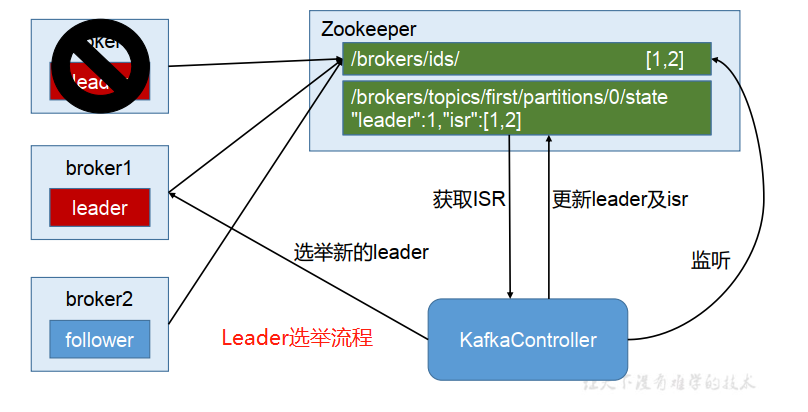 Zookeeper
/brokers/ids/ [1,2]
/brokers/topics/first/partitions/0/state
"leader":1,"isr":[1,2]
broker1
leader
broker2
follower
获取ISR
更新leader及isr
选举新的leader
监听
Leader选举流程
KafkaController
让天下没有难学的技术